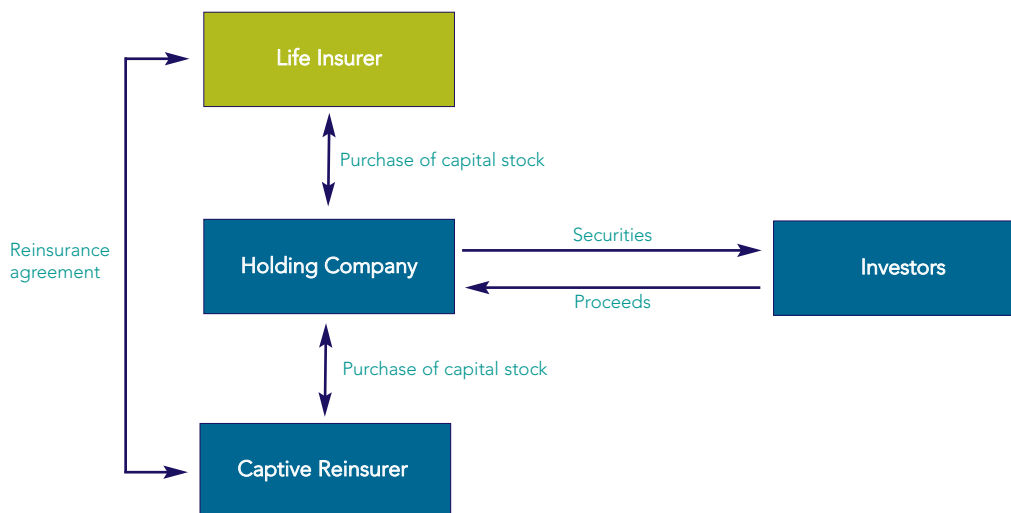 Life Insurer
Purchase of capital stock
Reinsurance
agreement
Holding Company
Securities
Proceeds
Investors
Purchase of capital stock
Captive Reinsurer